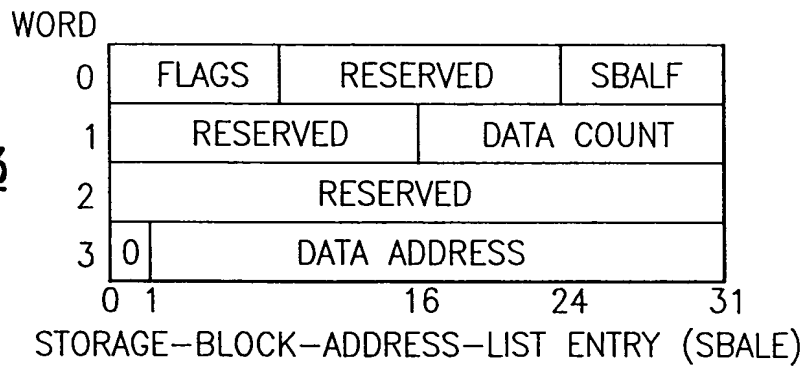 WORD
0 FLAGS RESERVED SBALF
1 RESERVED DATA COUNT
2 RESERVED
3 0 DATA ADDRESS
0 1 16 24 31
STORAGE-BLOCK-ADDRESS-LIST ENTRY (SBALE)